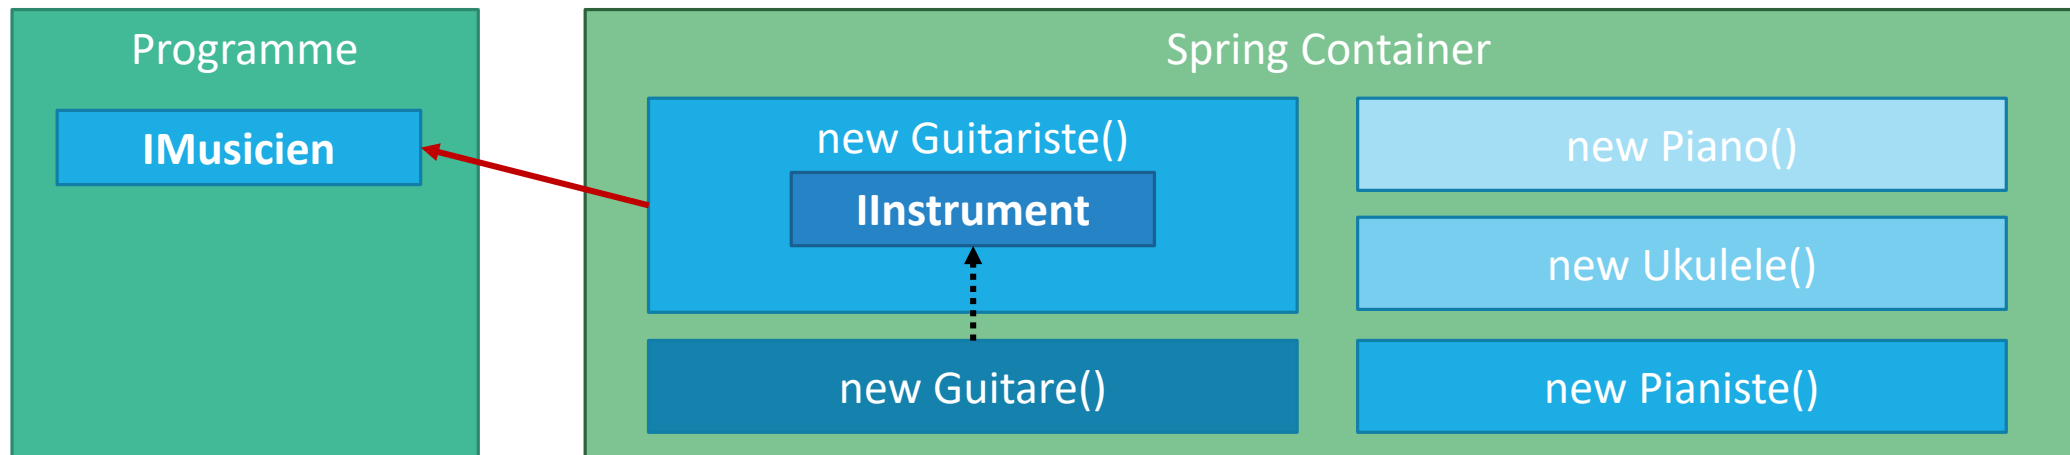 Programme
IMusicien
Spring Container
new Guitariste()
IInstrument
new Guitare()
new Piano()
new Ukulele()
new Pianiste()